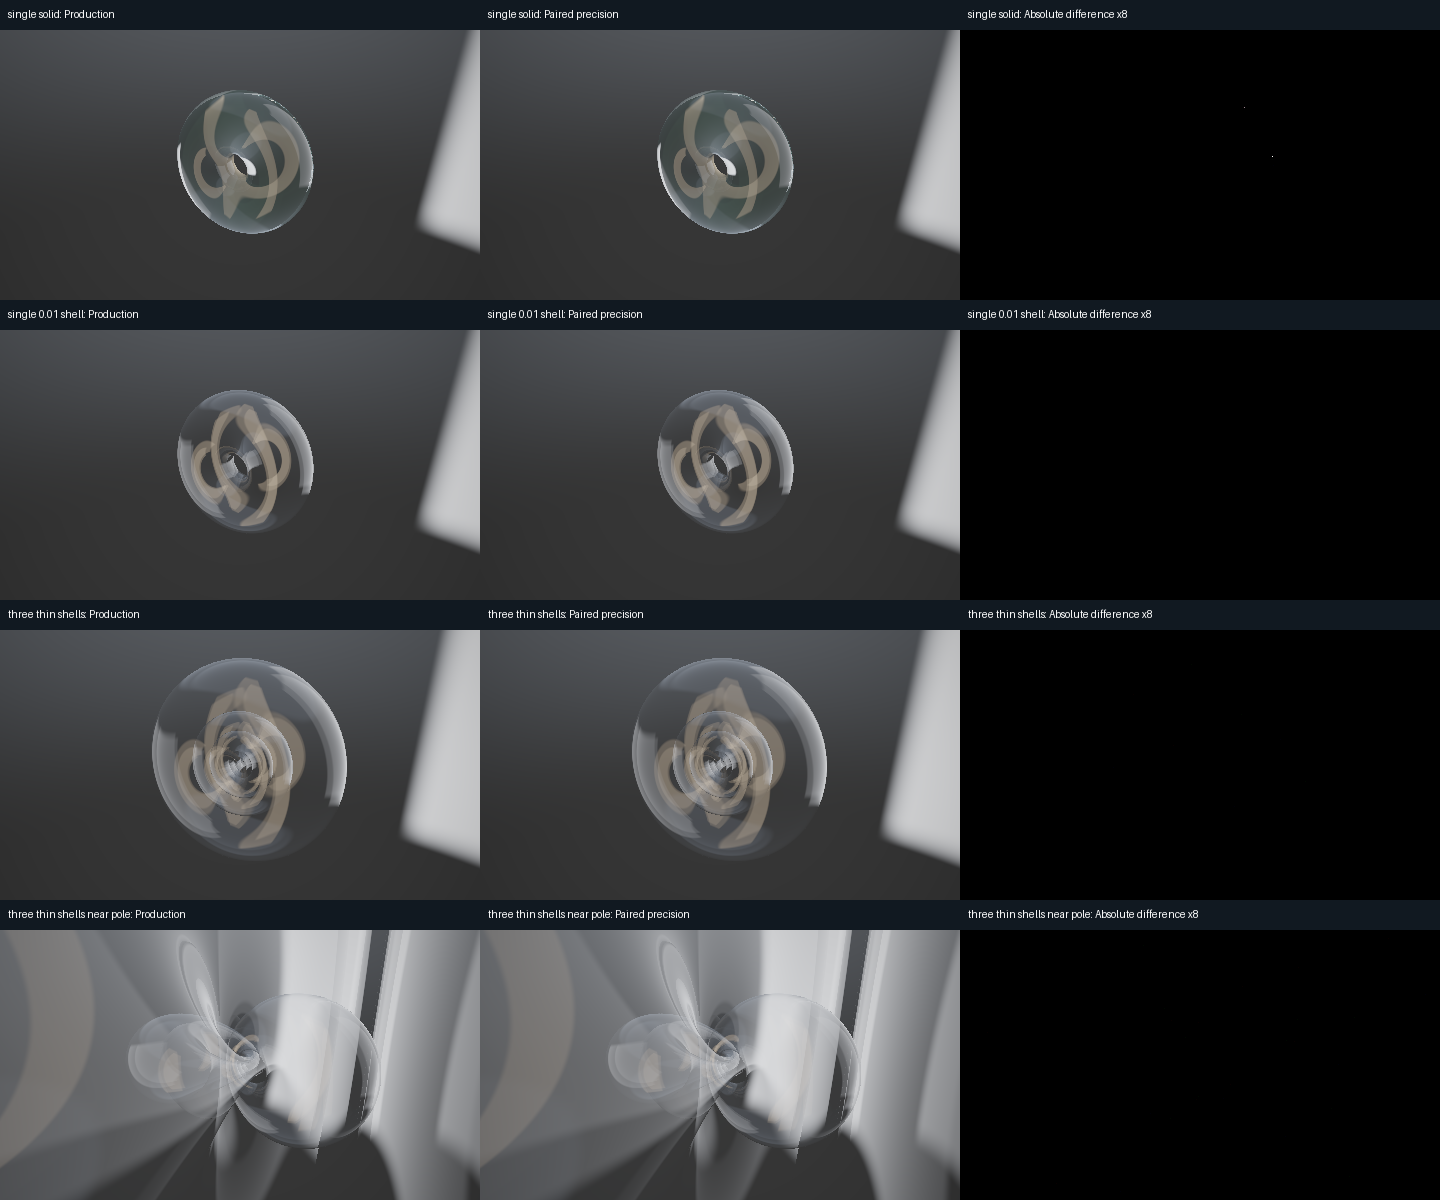 single solid: Production
single solid: Paired precision
single solid: Absolute difference x8
single 0.01 shell: Production
single 0.01 shell: Paired precision
single 0.01 shell: Absolute difference x8
three thin shells: Production
three thin shells: Paired precision
three thin shells: Absolute difference x8
three thin shells near pole: Production
three thin shells near pole: Paired precision
three thin shells near pole: Absolute difference x8